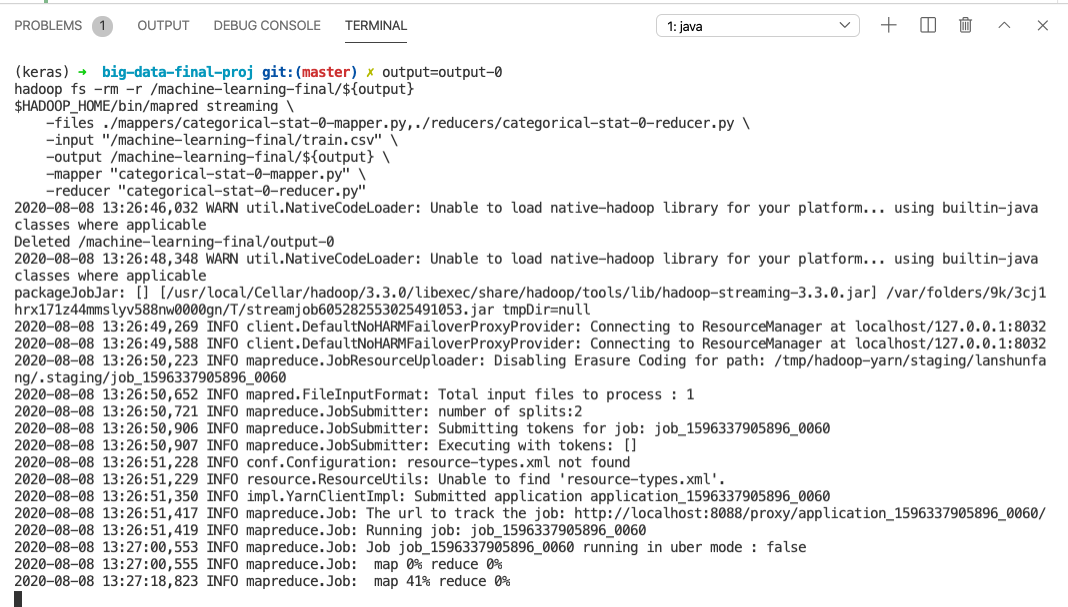 PROBLEMS 1 OUTPUT DEBUG CONSOLE TERMINAL 1: java
(keras) → big-data-final-proj git:(master) ✗ output=output-0
hadoop fs -rm -r /machine-learning-final/${output}
$HADOOP_HOME/bin/mapred streaming \
    -files ./mappers/categorical-stat-0-mapper.py,./reducers/categorical-stat-0-reducer.py \
    -input "/machine-learning-final/train.csv" \
    -output /machine-learning-final/${output} \
    -mapper "categorical-stat-0-mapper.py" \
    -reducer "categorical-stat-0-reducer.py"
2020-08-08 13:26:46,032 WARN util.NativeCodeLoader: Unable to load native-hadoop library for your platform... using builtin-java
classes where applicable
Deleted /machine-learning-final/output-0
2020-08-08 13:26:48,348 WARN util.NativeCodeLoader: Unable to load native-hadoop library for your platform... using builtin-java
classes where applicable
packageJobJar: [] [/usr/local/Cellar/hadoop/3.3.0/libexec/share/hadoop/tools/lib/hadoop-streaming-3.3.0.jar] /var/folders/9k/3cj1
hrx171z44mmslyv588nw0000gn/T/streamjob605282553025491053.jar tmpDir=null
2020-08-08 13:26:49,269 INFO client.DefaultNoHARMFailoverProxyProvider: Connecting to ResourceManager at localhost/127.0.0.1:8032
2020-08-08 13:26:49,588 INFO client.DefaultNoHARMFailoverProxyProvider: Connecting to ResourceManager at localhost/127.0.0.1:8032
2020-08-08 13:26:50,223 INFO mapreduce.JobResourceUploader: Disabling Erasure Coding for path: /tmp/hadoop-yarn/staging/lanshunfa
ng/.staging/job_1596337905896_0060
2020-08-08 13:26:50,652 INFO mapred.FileInputFormat: Total input files to process : 1
2020-08-08 13:26:50,721 INFO mapreduce.JobSubmitter: number of splits:2
2020-08-08 13:26:50,906 INFO mapreduce.JobSubmitter: Submitting tokens for job: job_1596337905896_0060
2020-08-08 13:26:50,907 INFO mapreduce.JobSubmitter: Executing with tokens: []
2020-08-08 13:26:51,228 INFO conf.Configuration: resource-types.xml not found
2020-08-08 13:26:51,229 INFO resource.ResourceUtils: Unable to find 'resource-types.xml'.
2020-08-08 13:26:51,350 INFO impl.YarnClientImpl: Submitted application application_1596337905896_0060
2020-08-08 13:26:51,417 INFO mapreduce.Job: The url to track the job: http://localhost:8088/proxy/application_1596337905896_0060/
2020-08-08 13:26:51,419 INFO mapreduce.Job: Running job: job_1596337905896_0060
2020-08-08 13:27:00,553 INFO mapreduce.Job: Job job_1596337905896_0060 running in uber mode : false
2020-08-08 13:27:00,555 INFO mapreduce.Job:  map 0% reduce 0%
2020-08-08 13:27:18,823 INFO mapreduce.Job:  map 41% reduce 0%